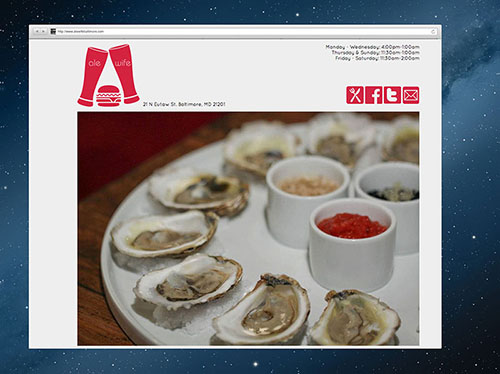 http://www.alewifebaltimore.com
ale wife
21 N Eutaw St. Baltimore, MD 21201
Monday - Wednesday: 4:00pm-1:00am
Thursday & Sunday: 11:30am-1:00am
Friday - Saturday: 11:30am-2:00am